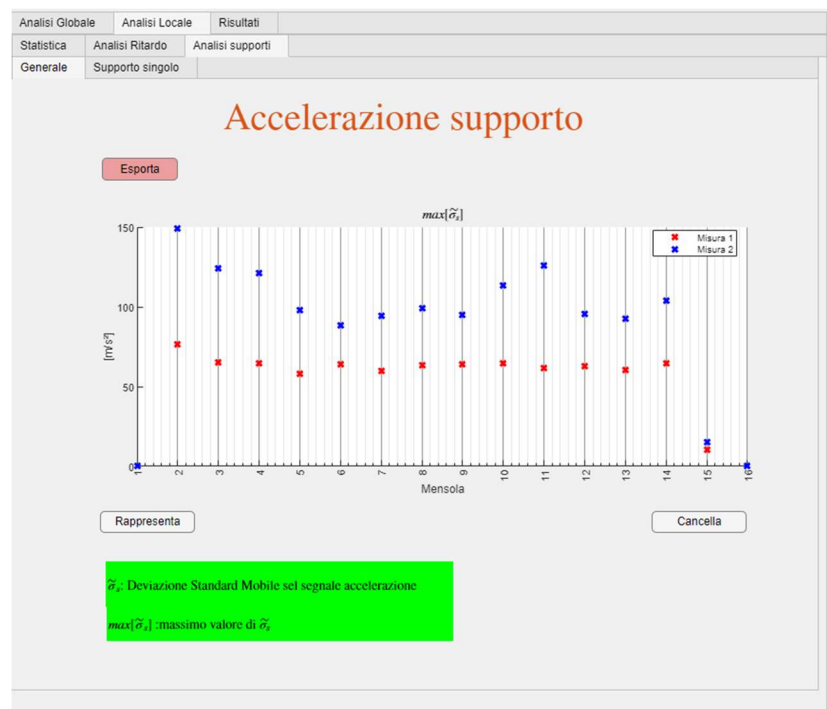 Analisi Globale Analisi Locale Risultati
Statistica Analisi Ritardo Analisi supporti
Generale Supporto singolo
Accelerazione supporto
Esporta
max[σ̃s]
150
Misura 1
Misura 2
100
[m/s²]
50
0
1 2 3 4 5 6 7 8 9 10 11 12 13 14 15 16
Mensola
Rappresenta Cancella
σ̃s: Deviazione Standard Mobile sel segnale accelerazione
max[σ̃s] :massimo valore di σ̃s